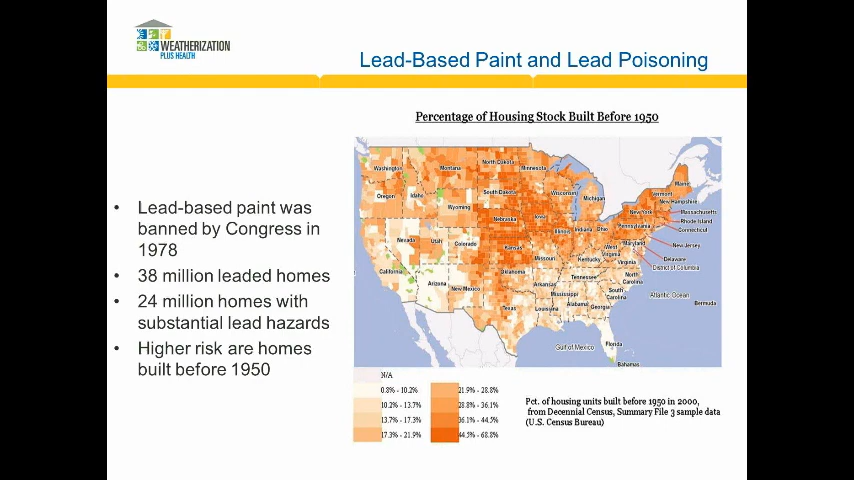 WEATHERIZATION
PLUS HEALTH
Lead-Based Paint and Lead Poisoning
• Lead-based paint was
banned by Congress in
1978
• 38 million leaded homes
• 24 million homes with
substantial lead hazards
• Higher risk are homes
built before 1950
Percentage of Housing Stock Built Before 1950
Washington
Montana
North Dakota
Minnesota
Maine
Oregon
Idaho
South Dakota
Wisconsin
Michigan
Vermont
New Hampshire
Wyoming
New York
Massachusetts
Rhode Island
Connecticut
Nebraska
Iowa
Pennsylvania
Nevada
Utah
Colorado
Kansas
Illinois
Indiana
Ohio
New Jersey
Missouri
West
Virginia
Maryland
Delaware
Kentucky
Virginia
District of Columbia
California
Arizona
New Mexico
Oklahoma
Arkansas
Tennessee
North
Carolina
South
Carolina
Mississippi
Alabama
Georgia
Atlantic Ocean
Bermuda
Texas
Louisiana
Florida
Gulf of Mexico
Bahamas
N/A
0.8% - 10.2%
10.2% - 13.7%
13.7% - 17.3%
17.3% - 21.9%
21.9% - 28.8%
28.8% - 36.1%
36.1% - 44.5%
44.5% - 68.8%
Pct. of housing units built before 1950 in 2000,
from Decennial Census, Summary File 3 sample data
(U.S. Census Bureau)